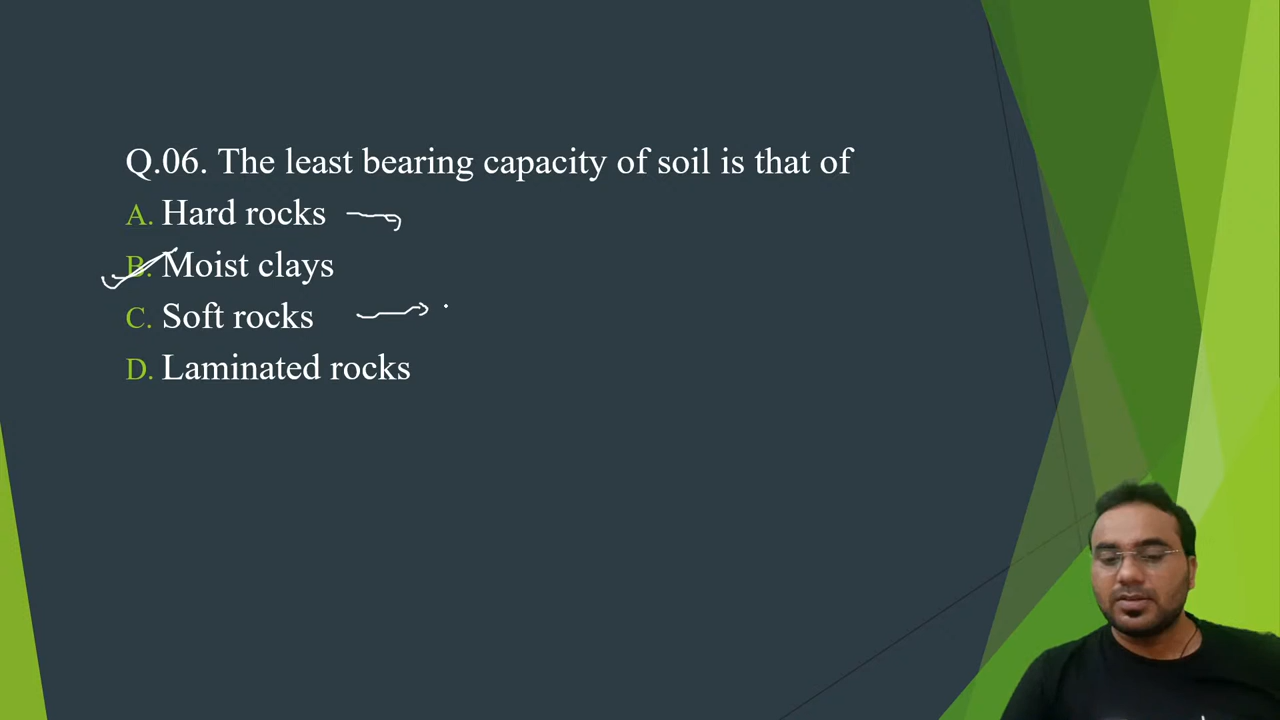 Q.06. The least bearing capacity of soil is that of
A. Hard rocks
B. Moist clays
C. Soft rocks
D. Laminated rocks